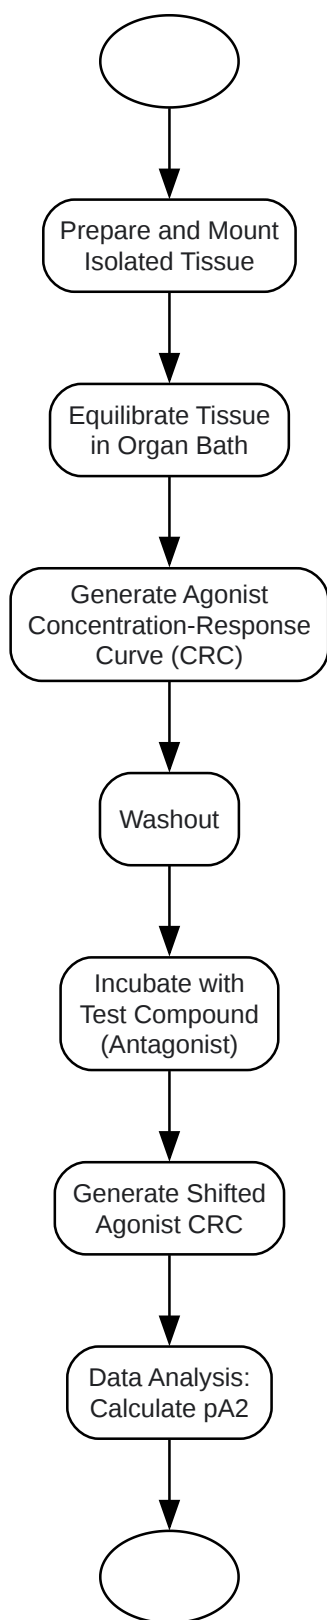 Prepare and Mount
Isolated Tissue
Equilibrate Tissue
in Organ Bath
Generate Agonist
Concentration-Response
Curve (CRC)
Washout
Incubate with
Test Compound
(Antagonist)
Generate Shifted
Agonist CRC
Data Analysis:
Calculate pA2